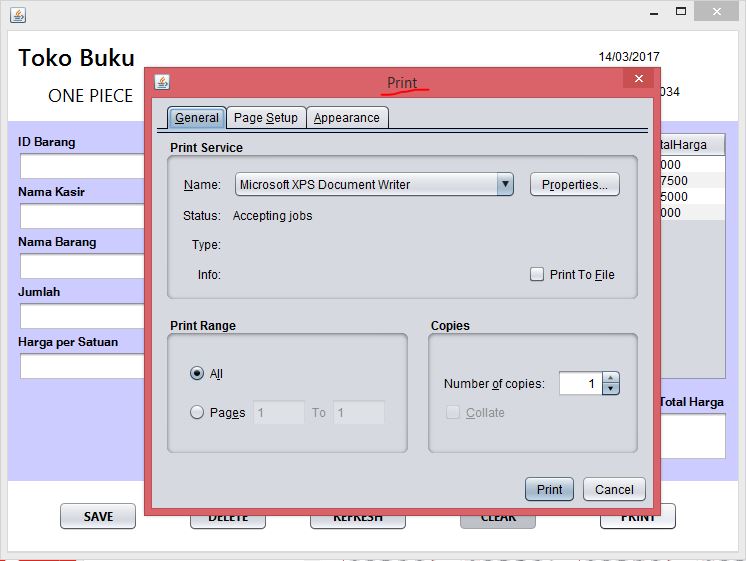 Toko Buku
14/03/2017
ONE PIECE
034
Print
General
Page Setup
Appearance
Print Service
Name:
Microsoft XPS Document Writer
Properties...
Status:
Accepting jobs
Type:
Info:
Print To File
Print Range
All
Pages
1
To
1
Copies
Number of copies:
1
Collate
Print
Cancel
ID Barang
Nama Kasir
Nama Barang
Jumlah
Harga per Satuan
talHarga
000
7500
5000
000
Total Harga
SAVE
DELETE
REFRESH
CLEAR
PRINT